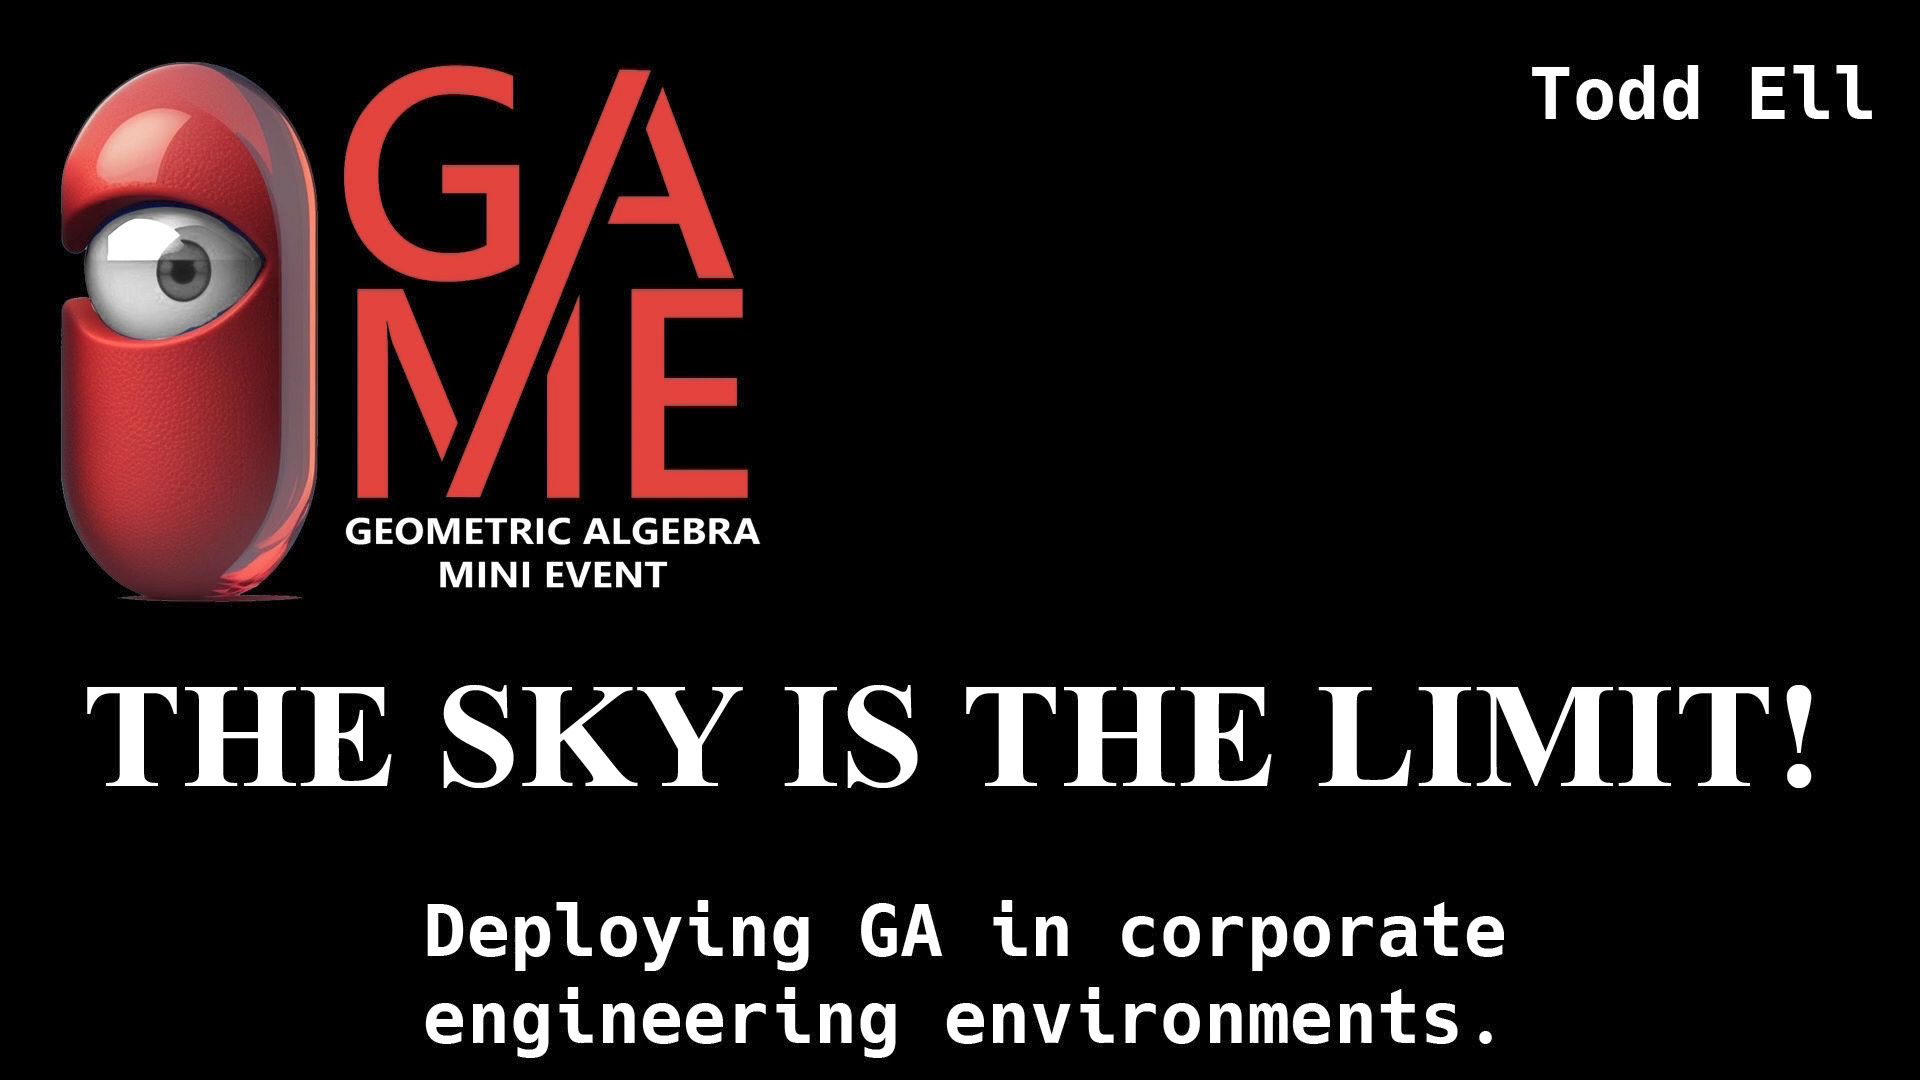 Todd Ell
GA
ME
GEOMETRIC ALGEBRA
MINI EVENT
THE SKY IS THE LIMIT!
Deploying GA in corporate
engineering environments.